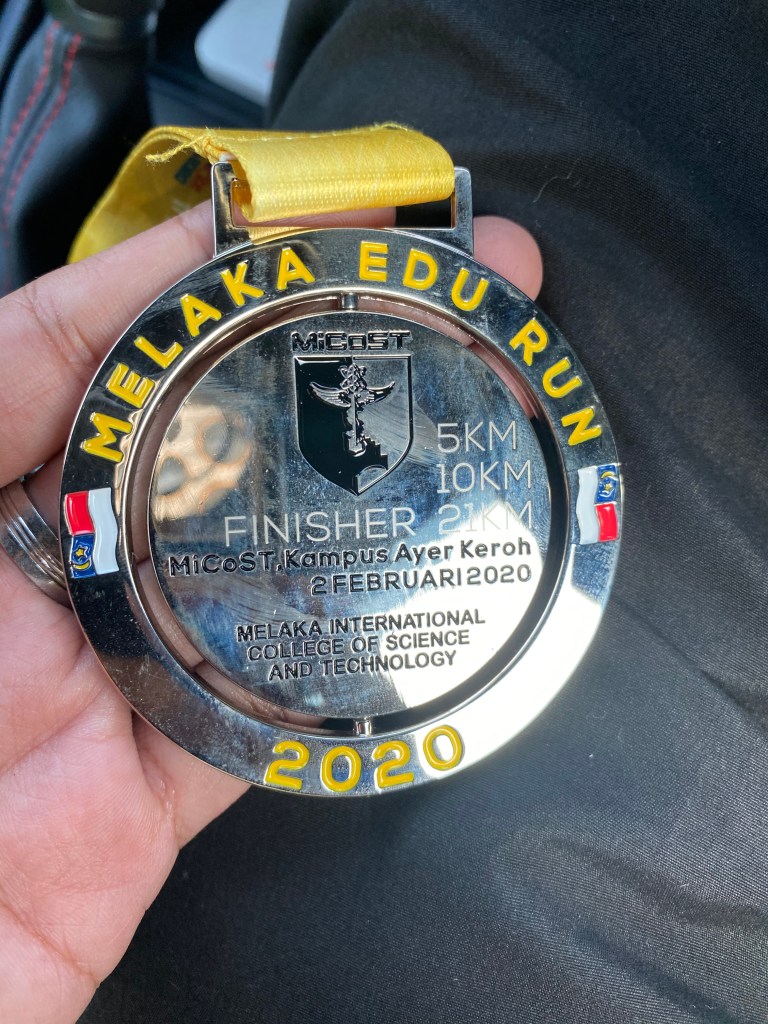 MELAKA EDU RUN
MiCoST
5KM
10KM
FINISHER 21KM
MiCoST, Kampus Ayer Keroh
2 FEBRUARI 2020
MELAKA INTERNATIONAL
COLLEGE OF SCIENCE
AND TECHNOLOGY
2020